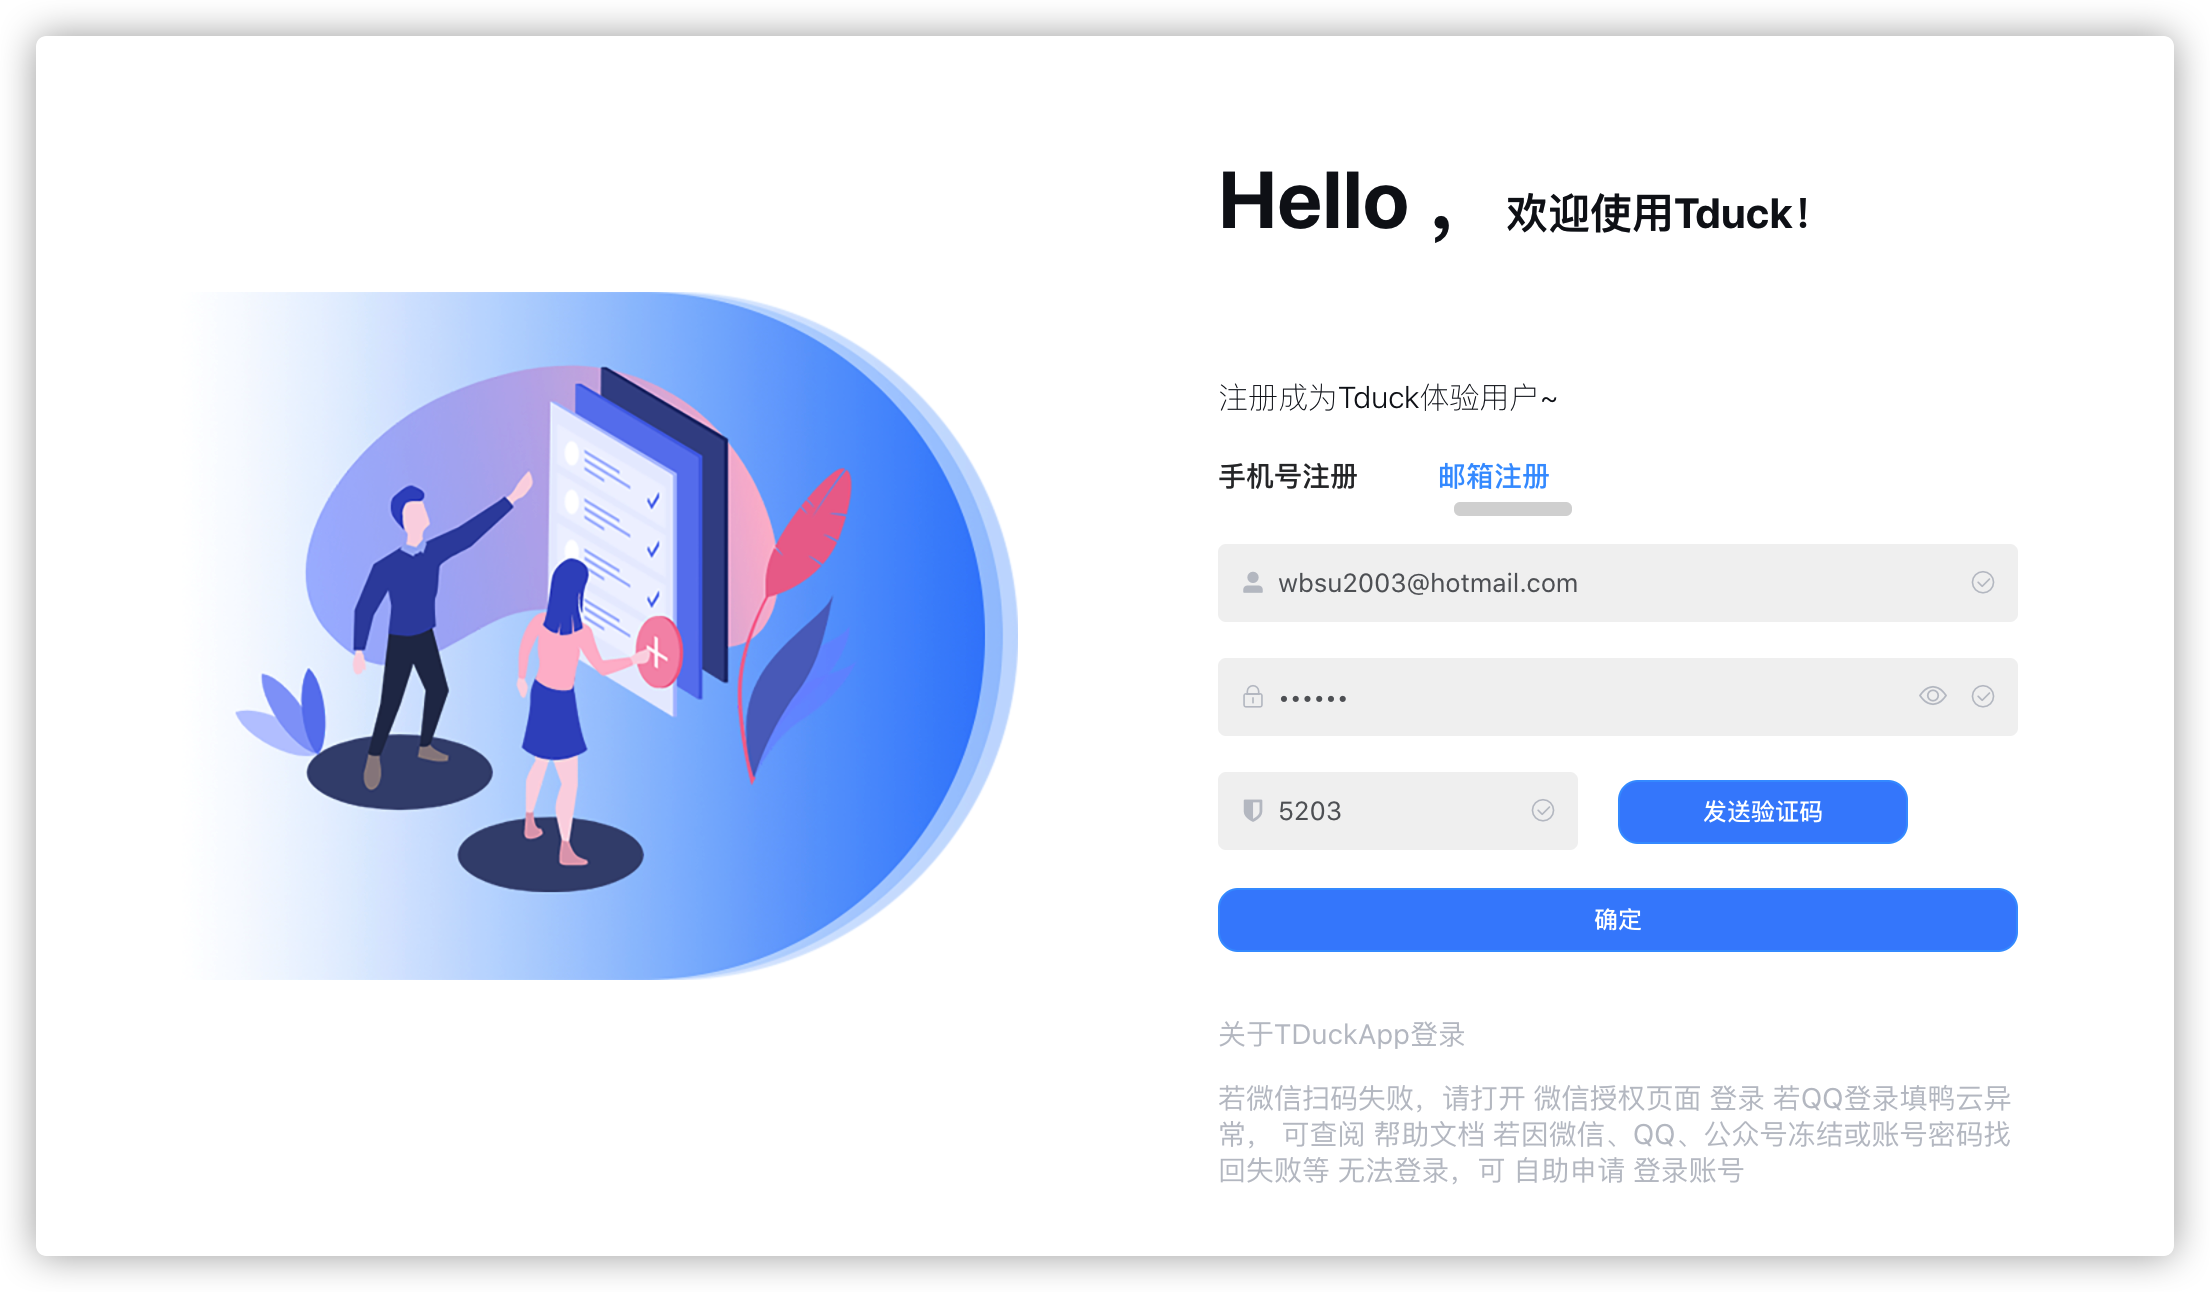 Hello ， 欢迎使用Tduck！
注册成为Tduck体验用户~
手机号注册 邮箱注册
wbsu2003@hotmail.com
••••••
5203 发送验证码
确定
关于TDuckApp登录
若微信扫码失败，请打开 微信授权页面 登录 若QQ登录填鸭云异
常， 可查阅 帮助文档 若因微信、QQ、公众号冻结或账号密码找
回失败等 无法登录，可 自助申请 登录账号